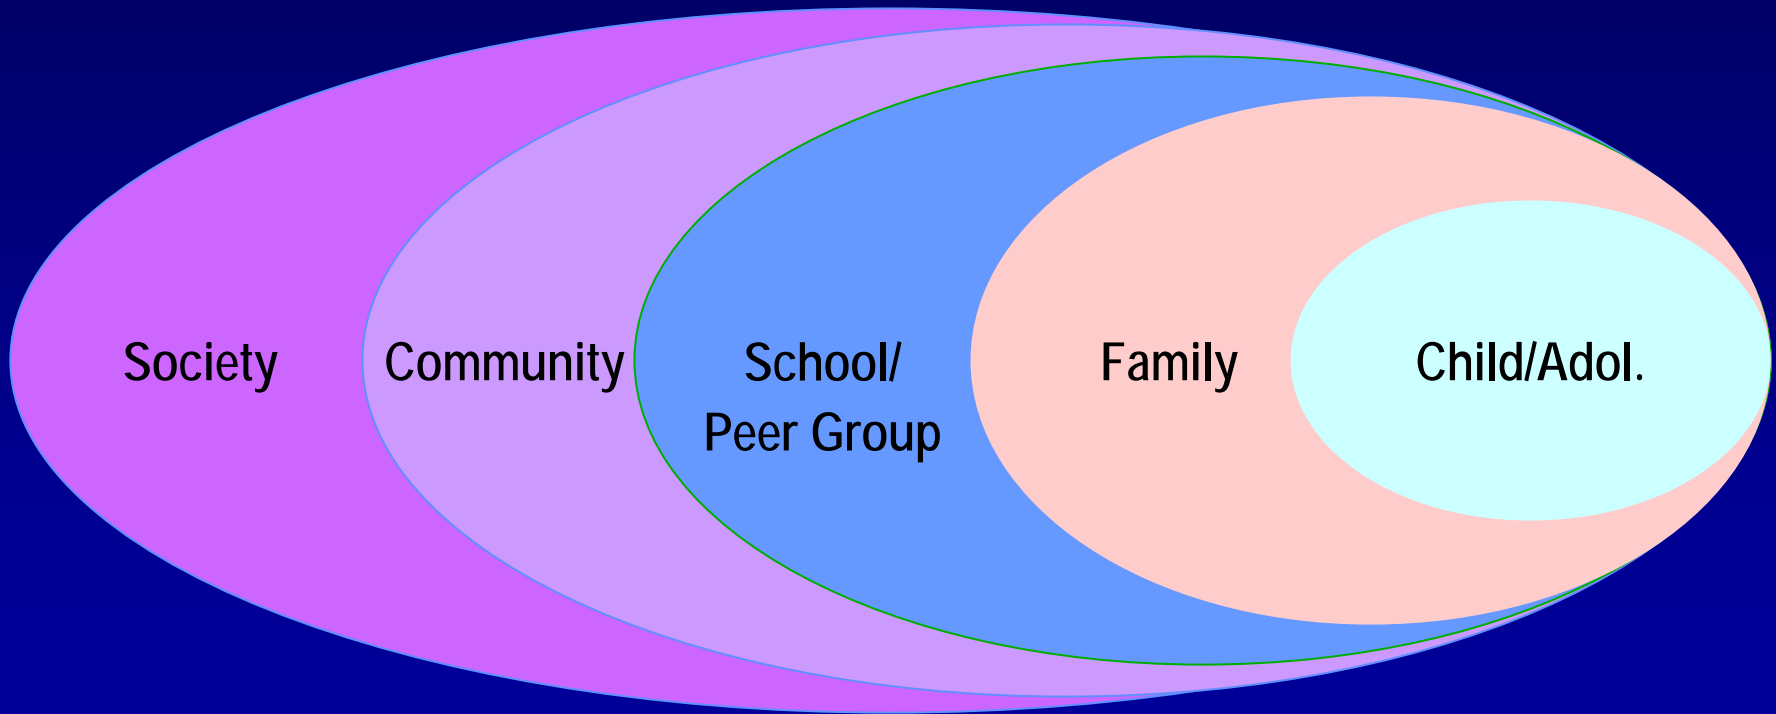 Society
Community
School/
Peer Group
Family
Child/Adol.